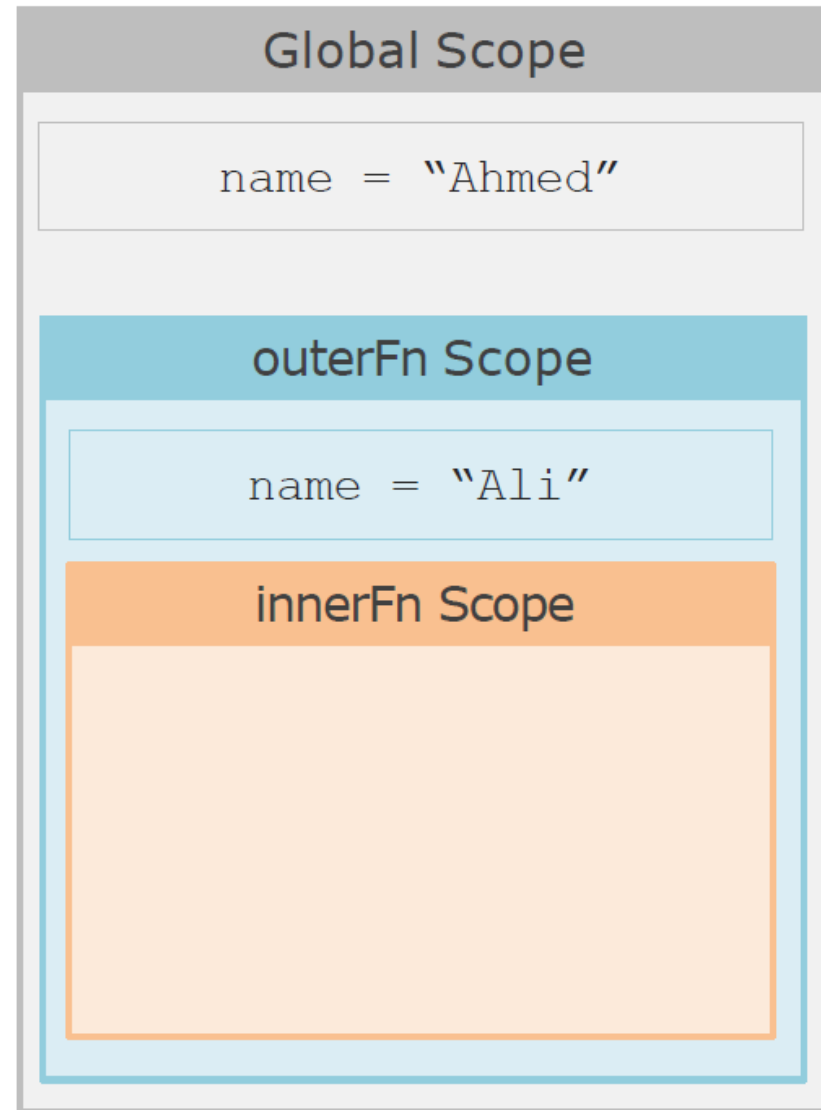 Global Scope
name = “Ahmed”
outerFn Scope
name = “Ali”
innerFn Scope